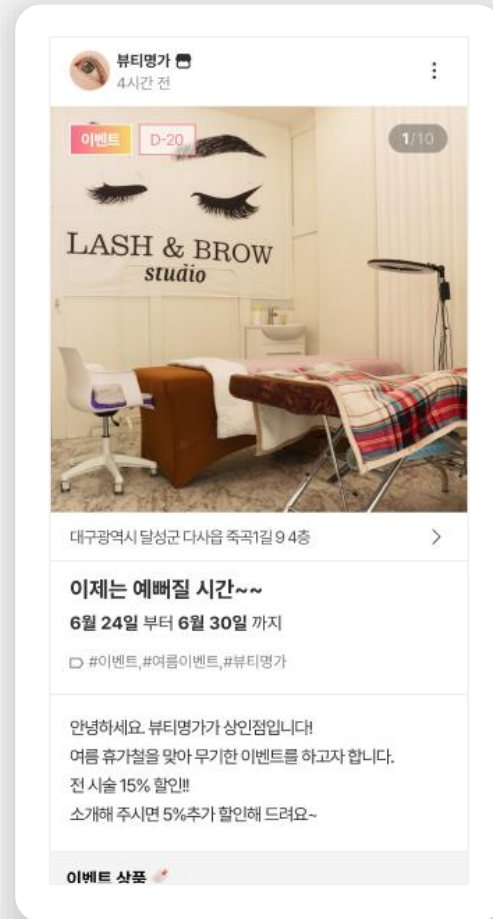 뷰티명가
4시간 전
이벤트 D-20 1/10
LASH & BROW
studio
대구광역시 달성군 다사읍 죽곡1길 9 4층
이제는 예뻐질 시간~~
6월 24일 부터 6월 30일 까지
#이벤트,#여름이벤트,#뷰티명가
안녕하세요. 뷰티명가가 상인점입니다!
여름 휴가철을 맞아 무기한 이벤트를 하고자 합니다.
전 시술 15% 할인!!
소개해 주시면 5%추가 할인해 드려요~
이벤트 상품